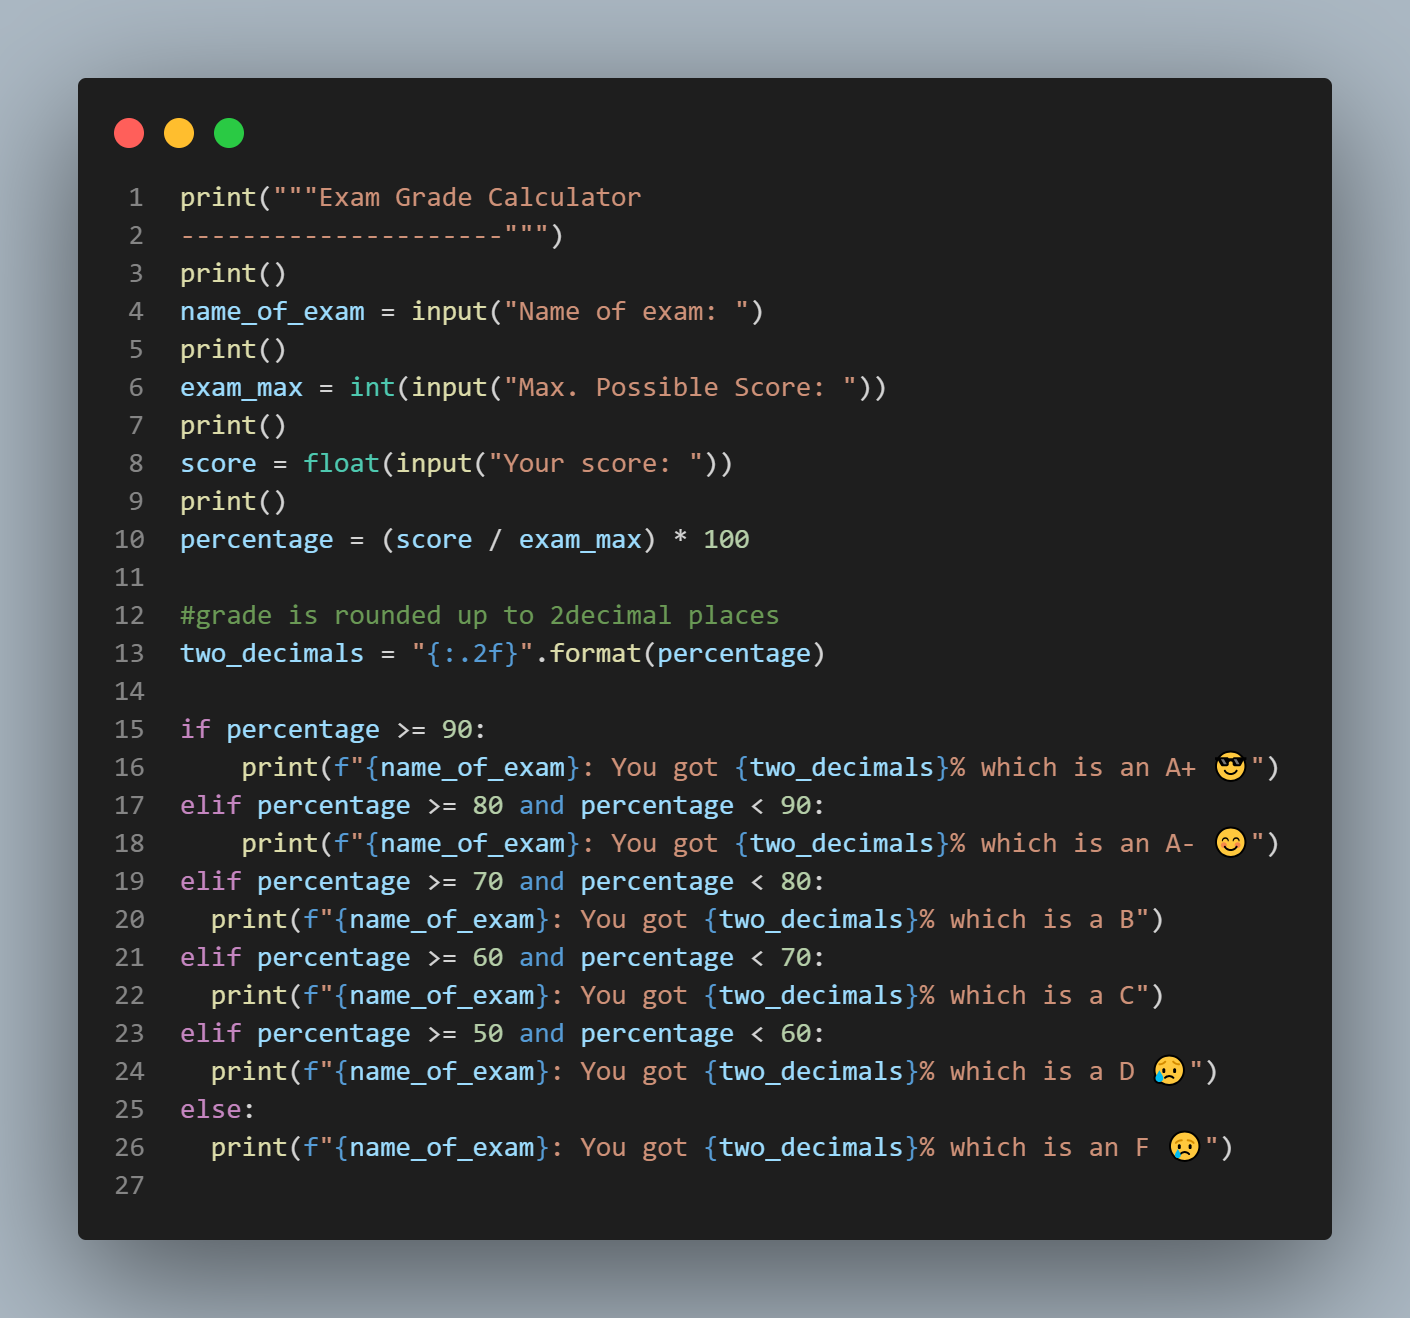 1 print("""Exam Grade Calculator
2 ---------------------""")
3 print()
4 name_of_exam = input("Name of exam: ")
5 print()
6 exam_max = int(input("Max. Possible Score: "))
7 print()
8 score = float(input("Your score: "))
9 print()
10 percentage = (score / exam_max) * 100
11
12 #grade is rounded up to 2decimal places
13 two_decimals = "{:.2f}".format(percentage)
14
15 if percentage >= 90:
16     print(f"{name_of_exam}: You got {two_decimals}% which is an A+ 😎")
17 elif percentage >= 80 and percentage < 90:
18     print(f"{name_of_exam}: You got {two_decimals}% which is an A- 😊")
19 elif percentage >= 70 and percentage < 80:
20   print(f"{name_of_exam}: You got {two_decimals}% which is a B")
21 elif percentage >= 60 and percentage < 70:
22   print(f"{name_of_exam}: You got {two_decimals}% which is a C")
23 elif percentage >= 50 and percentage < 60:
24   print(f"{name_of_exam}: You got {two_decimals}% which is a D 😥")
25 else:
26   print(f"{name_of_exam}: You got {two_decimals}% which is an F 😢")
27